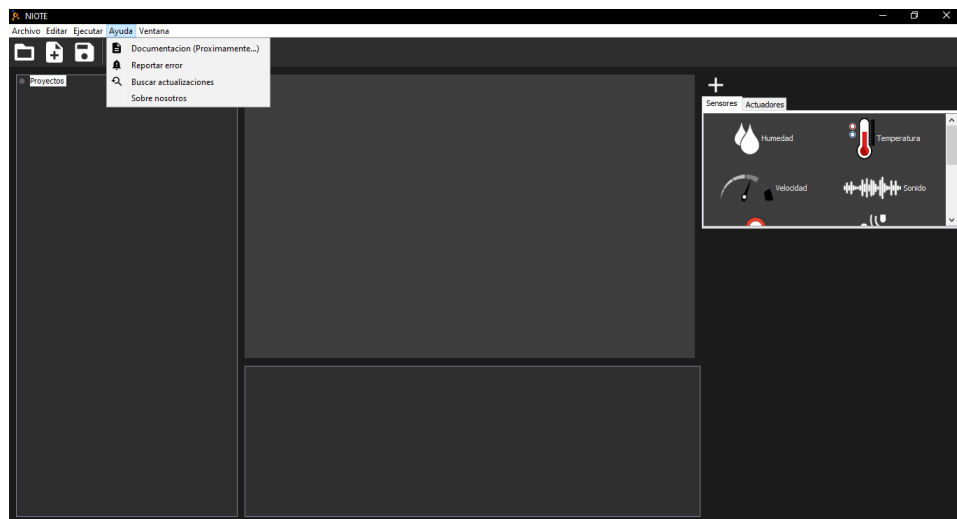 NIOTE
Archivo Editar Ejecutar Ayuda Ventana
Documentacion (Proximamente...)
Reportar error
Buscar actualizaciones
Sobre nosotros
Proyectos
Sensores Actuadores
Humedad Temperatura
Velocidad Sonido